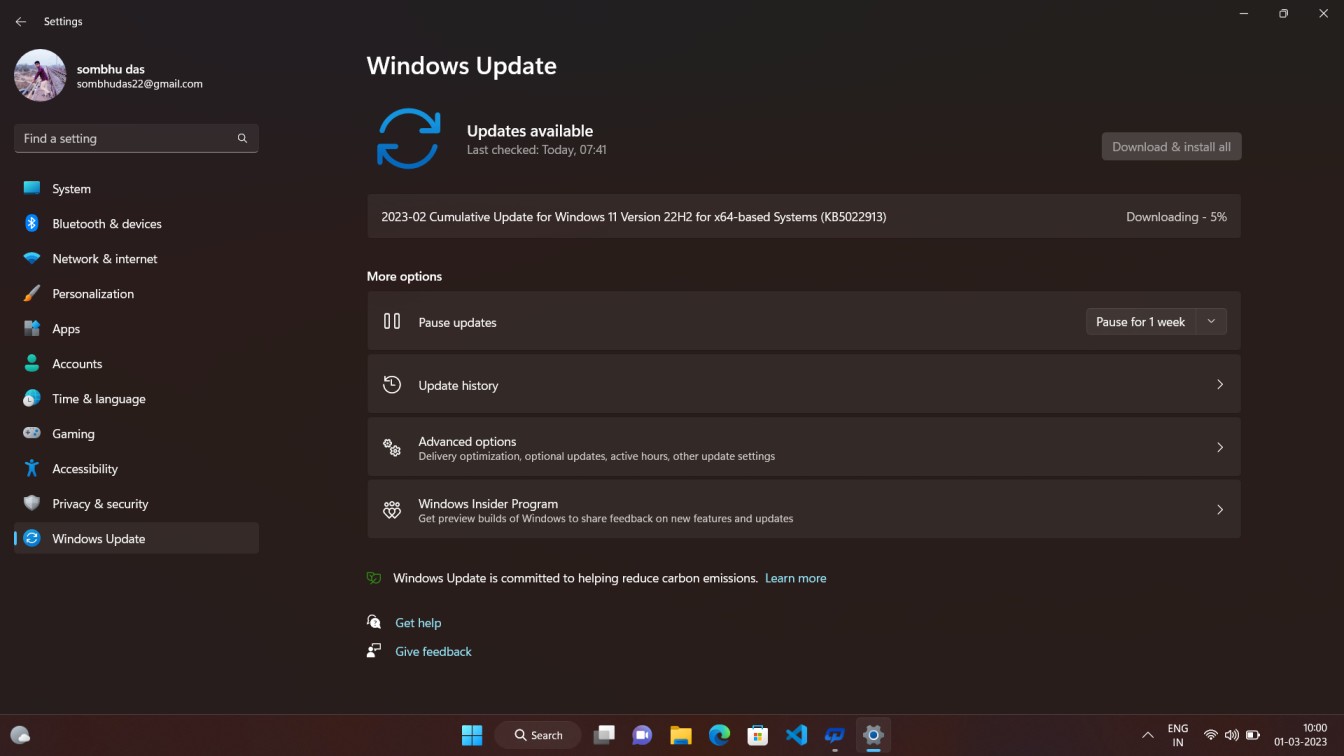 Settings
sombhu das
sombhudas22@gmail.com
Find a setting
System
Bluetooth & devices
Network & internet
Personalization
Apps
Accounts
Time & language
Gaming
Accessibility
Privacy & security
Windows Update
Windows Update
Updates available
Last checked: Today, 07:41
Download & install all
2023-02 Cumulative Update for Windows 11 Version 22H2 for x64-based Systems (KB5022913)
Downloading - 5%
More options
Pause updates
Pause for 1 week
Update history
Advanced options
Delivery optimization, optional updates, active hours, other update settings
Windows Insider Program
Get preview builds of Windows to share feedback on new features and updates
Windows Update is committed to helping reduce carbon emissions. Learn more
Get help
Give feedback
Search
ENG
IN
10:00
01-03-2023